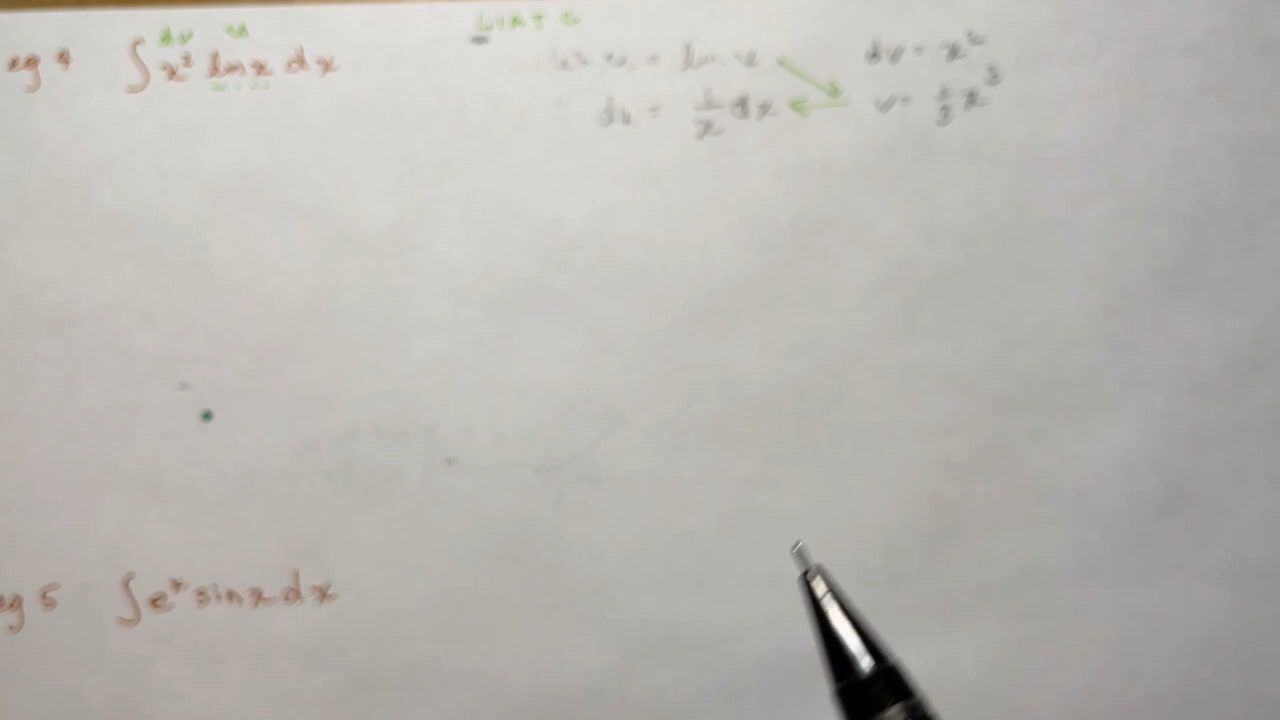 eg 4 ∫ x² ln x dx
dv u
LIATE
let u = ln x dv = x²
du = 1/x dx v = 1/3 x³
eg 5 ∫ eˣ sin x dx